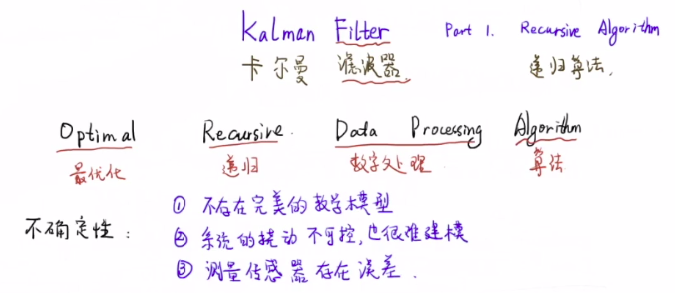 Kalman Filter Part 1. Recursive Algorithm
卡尔曼 滤波器 递归算法.
Optimal Recursive Data Processing Algorithm
最优化 递归 数字处理 算法
不确定性:
① 不存在完美的数学模型
② 系统的扰动不可控,也很难建模
③ 测量传感器存在误差.